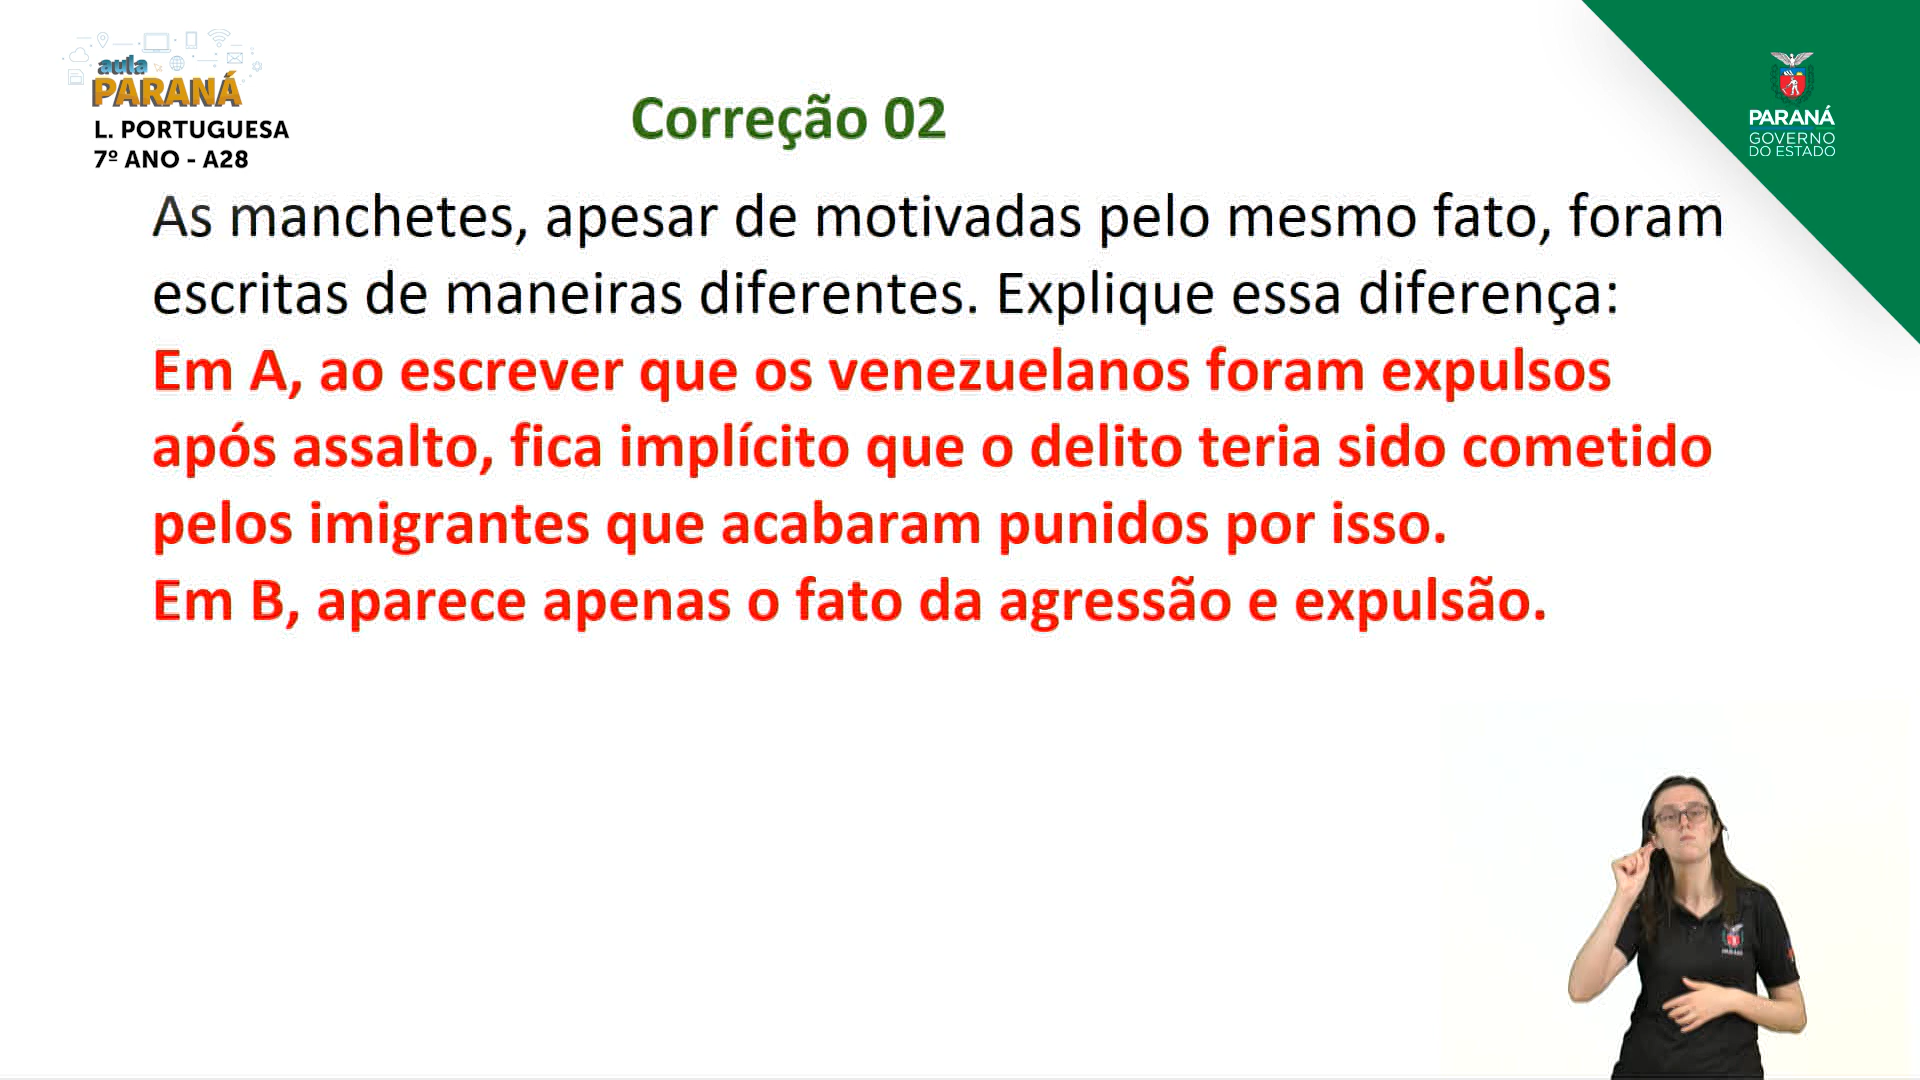 aula
PARANÁ
L. PORTUGUESA
7º ANO - A28
Correção 02
PARANÁ
GOVERNO
DO ESTADO
As manchetes, apesar de motivadas pelo mesmo fato, foram
escritas de maneiras diferentes. Explique essa diferença:
Em A, ao escrever que os venezuelanos foram expulsos
após assalto, fica implícito que o delito teria sido cometido
pelos imigrantes que acabaram punidos por isso.
Em B, aparece apenas o fato da agressão e expulsão.